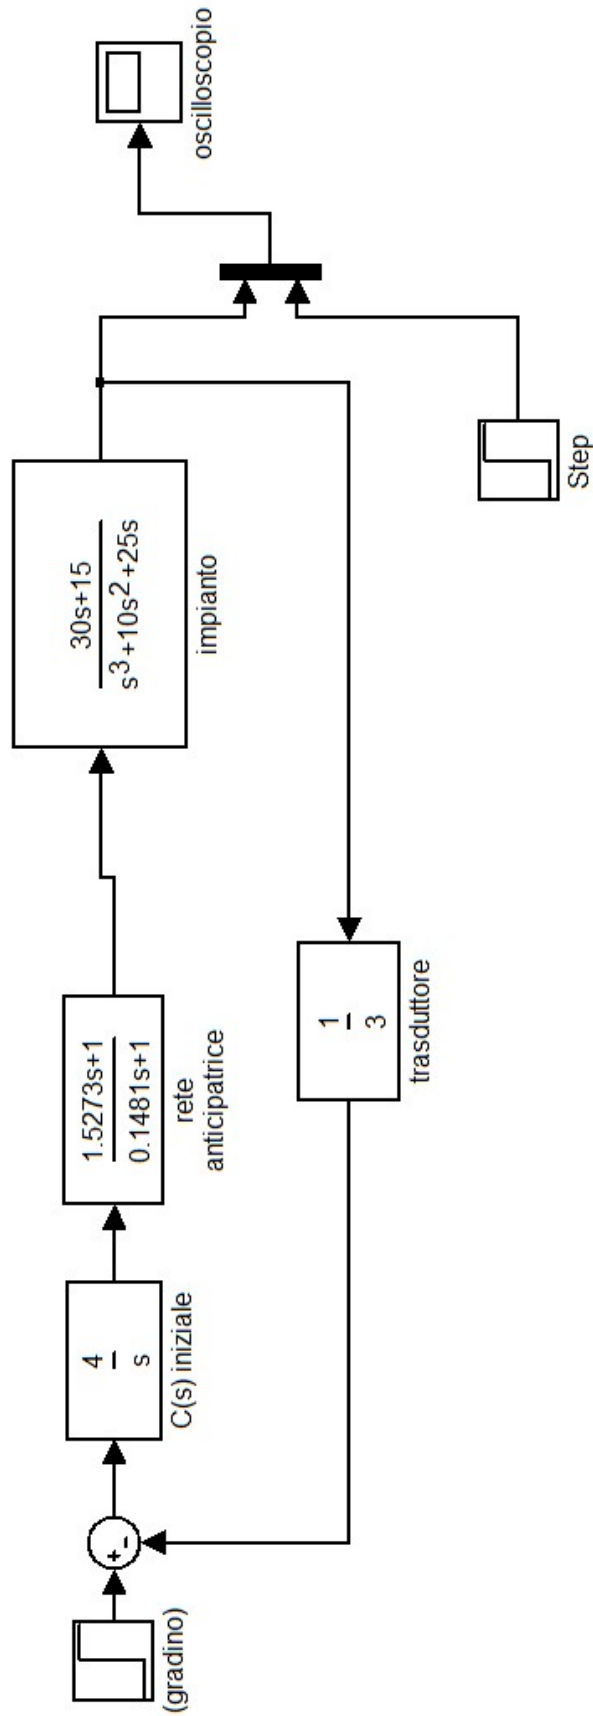 (gradino)
+
-
4
s
C(s) iniziale
1.5273s+1
0.1481s+1
rete
anticipatrice
30s+15
s3+10s2+25s
impianto
1
3
trasduttore
Step
oscilloscopio